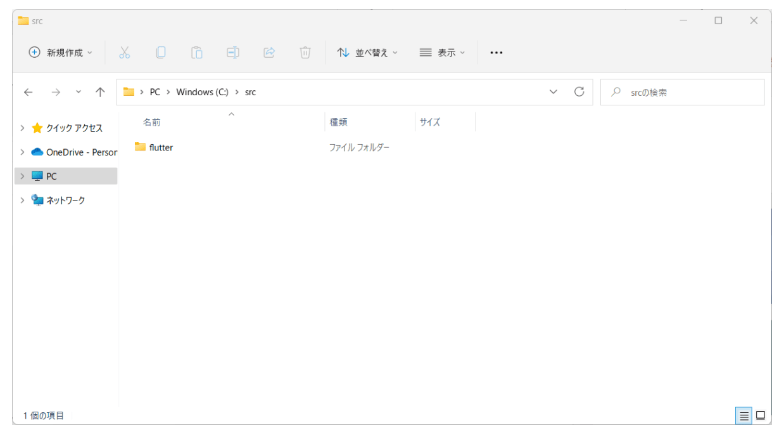 src
新規作成
並べ替え
表示
PC > Windows (C:) > src
srcの検索
名前 種類 サイズ
クイック アクセス
flutter ファイル フォルダー
OneDrive - Person
PC
ネットワーク
1 個の項目